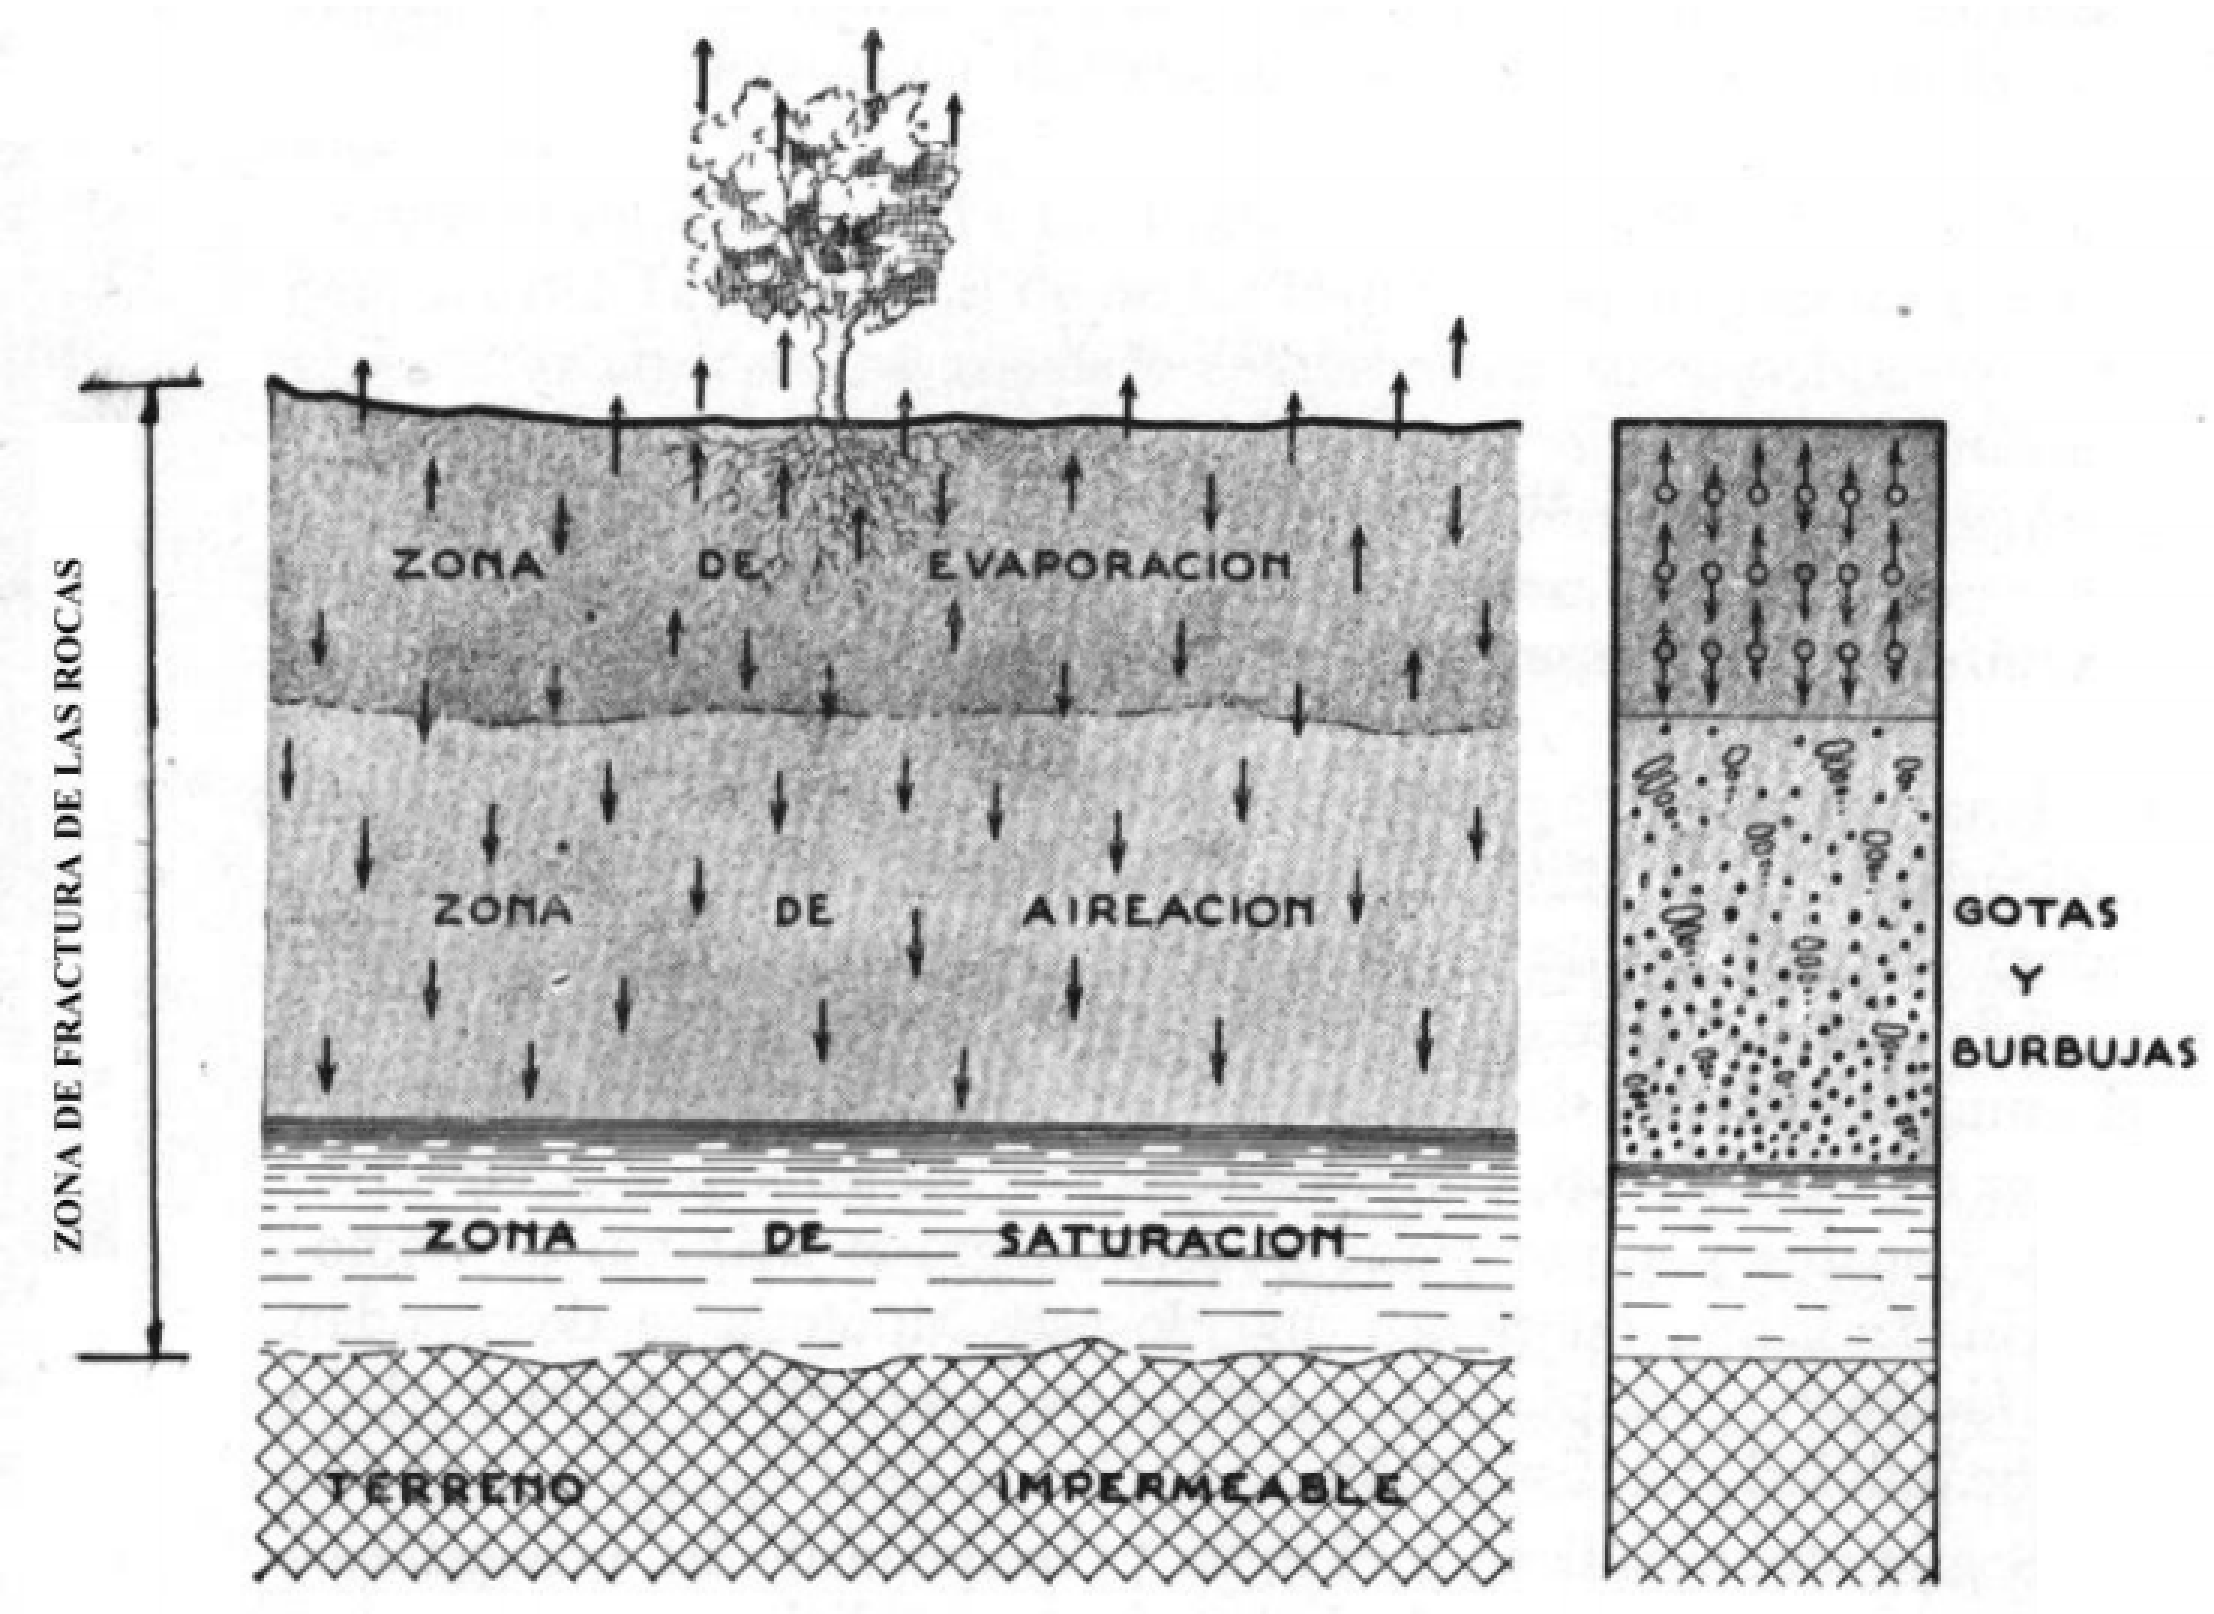 ZONA DE FRACTURA DE LAS ROCAS
ZONA DE EVAPORACION
ZONA DE AIREACION
ZONA DE SATURACION
TERRENO IMPERMEABLE
GOTAS
Y
BURBUJAS